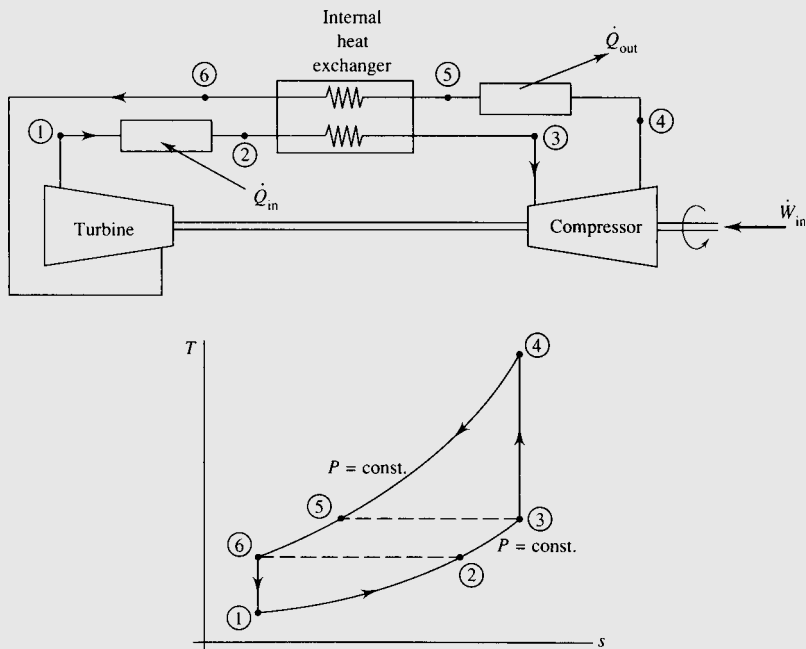 Internal
heat
exchanger
Q̇out
⑥
⑤
①
②
③
④
Q̇in
Turbine
Compressor
Ẇin
T
④
P = const.
⑤
③
⑥
P = const.
②
①
s